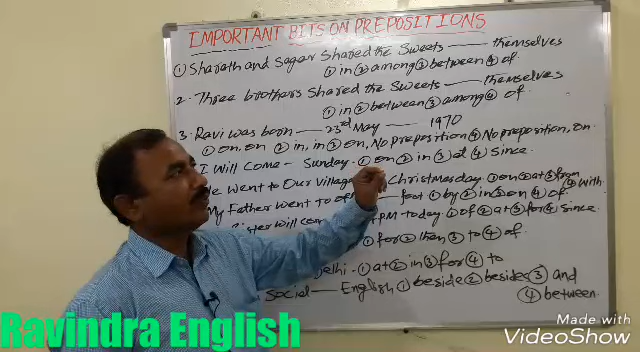 IMPORTANT BITS ON PREPOSITIONS
① Sharath and Sagar Shared the Sweets —— themselves
① in ② among ③ between ④ of.
2. Three brothers Shared the Sweets —— themselves
① in ② between ③ among ④ of.
3. Ravi was born —— 23rd May —— 1970
① on, on ② in, in ③ on, No preposition ④ No preposition, on.
I Will Come — Sunday. ① on ② in ③ at ④ Since.
We went to Our Village Christmasday. ① on ② at ③ from ④ With
My Father Went to foot ① by ② in ③ on ④ of.
Sister Will PM today. ① of ② at ③ for ④ Since
① for ② then ③ to ④ of.
Delhi - ① at ② in ③ for ④ to
Social —— English ① beside ② besides ③ and
④ between.
Ravindra English
Made with
VideoShow